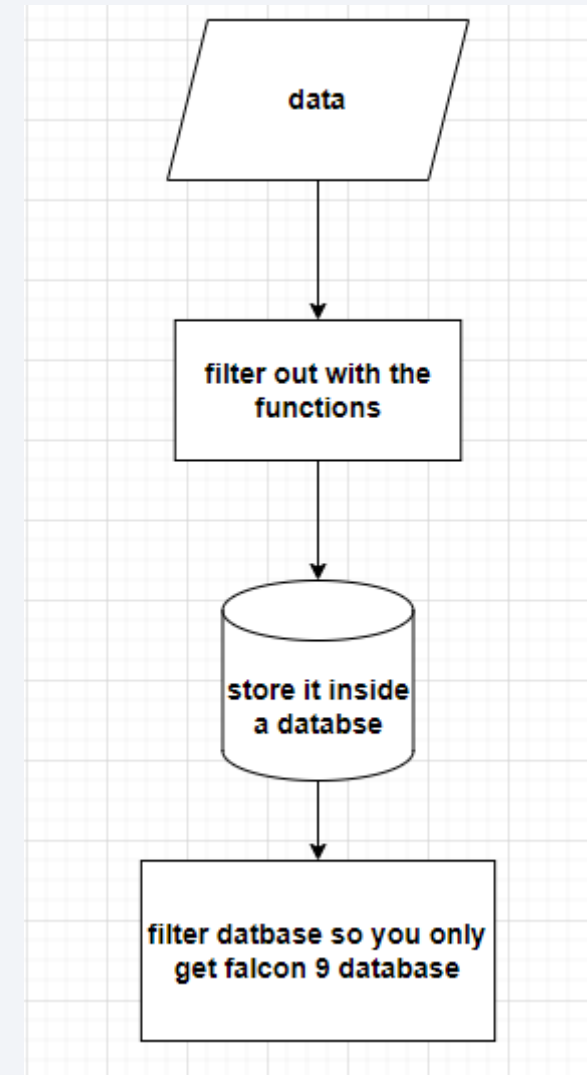 data
filter out with the
functions
store it inside
a databse
filter datbase so you only
get falcon 9 database